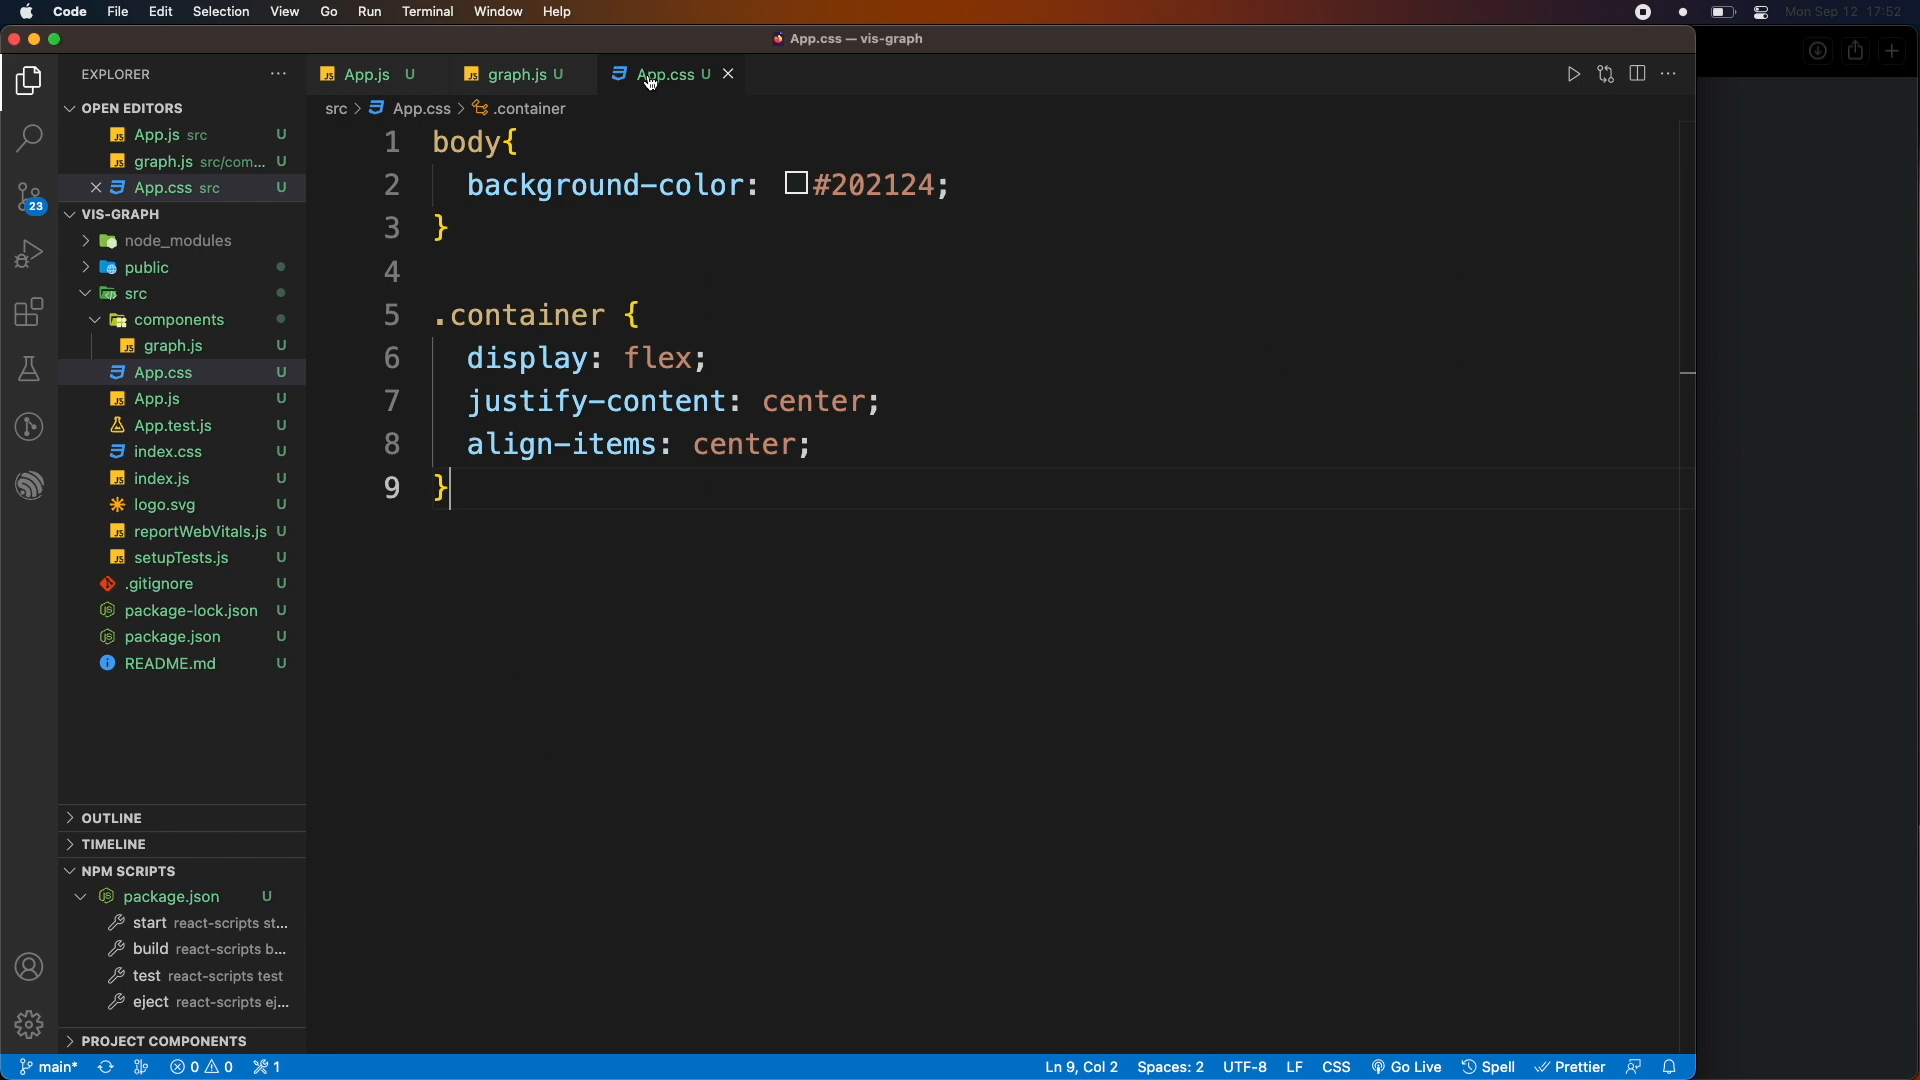 Code File Edit Selection View Go Run Terminal Window Help Mon Sep 12 17:52
App.css — vis-graph
EXPLORER
App.js U graph.js U App.css U
OPEN EDITORS
src > App.css > .container
App.js src U
graph.js src/com... U
App.css src U
VIS-GRAPH
node_modules
public
src
components
graph.js U
App.css U
App.js U
App.test.js U
index.css U
index.js U
logo.svg U
reportWebVitals.js U
setupTests.js U
.gitignore U
package-lock.json U
package.json U
README.md U
OUTLINE
TIMELINE
NPM SCRIPTS
package.json U
start react-scripts st...
build react-scripts b...
test react-scripts test
eject react-scripts ej...
PROJECT COMPONENTS
23
1 body{
2 background-color: #202124;
3 }
4
5 .container {
6 display: flex;
7 justify-content: center;
8 align-items: center;
9 }
main* 0 0 1 Ln 9, Col 2 Spaces: 2 UTF-8 LF CSS Go Live Spell Prettier